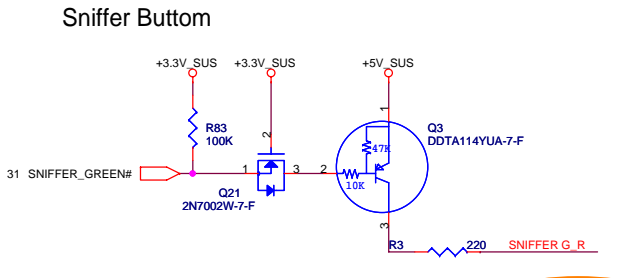 Sniffer Buttom
+3.3V_SUS +3.3V_SUS +5V_SUS
R83
100K
2
1
Q3
DDTA114YUA-7-F
47K
31 SNIFFER_GREEN#
1 3 2
10K
Q21
2N7002W-7-F
3
R3 220 SNIFFER G_R